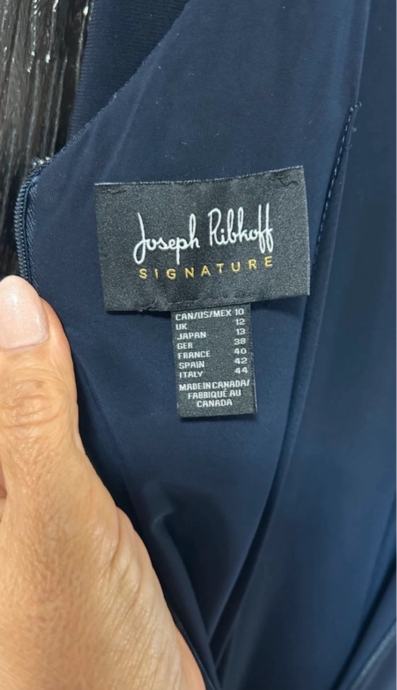 Joseph Ribkoff
SIGNATURE
CAN/US/MEX 10
UK 12
JAPAN 13
GER 38
FRANCE 40
SPAIN 42
ITALY 44
MADE IN CANADA/
FABRIQUÉ AU
CANADA